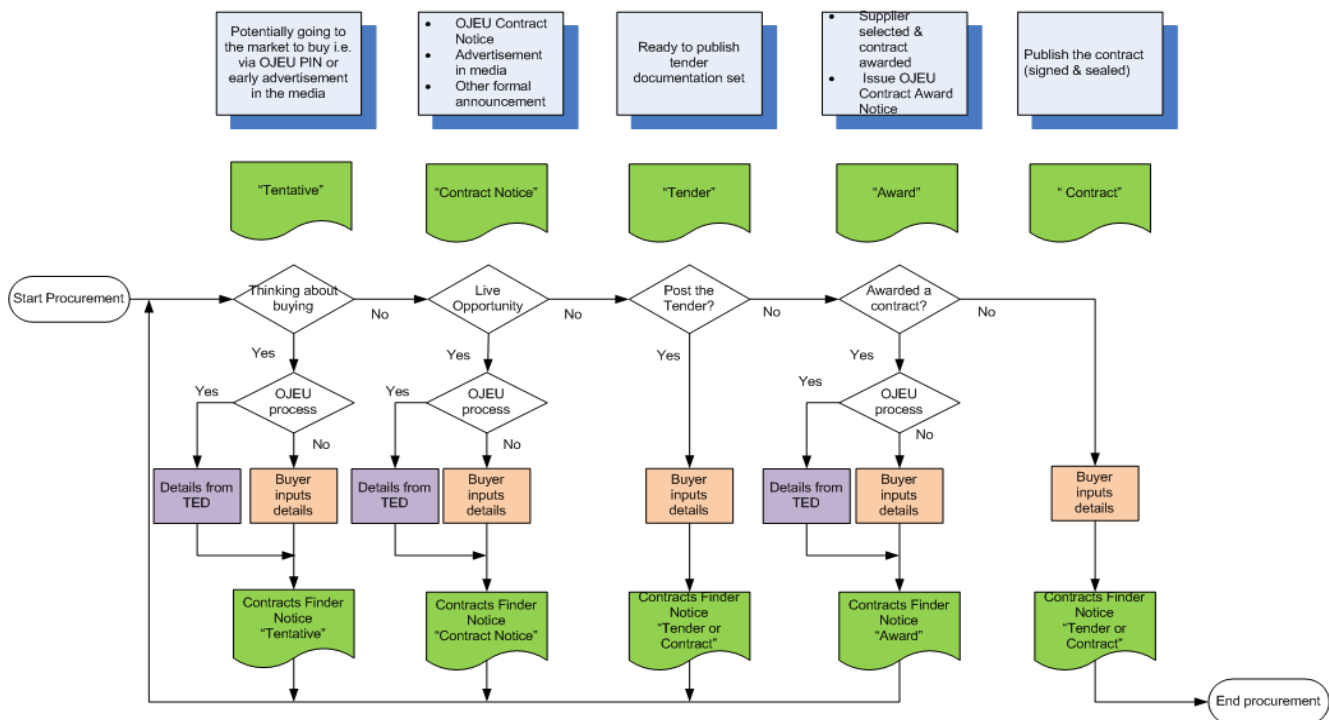 Potentially going to
the market to buy i.e.
via OJEU PIN or
early advertisement
in the media
• OJEU Contract
Notice
• Advertisement
in media
• Other formal
announcement
Ready to publish
tender
documentation set
• Supplier
selected &
contract
awarded
• Issue OJEU
Contract Award
Notice
Publish the contract
(signed & sealed)
“Tentative”
“Contract Notice”
“Tender”
“Award”
“ Contract”
Start Procurement
Thinking about
buying
No
Live
Opportunity
No
Post the
Tender?
No
Awarded a
contract?
No
Yes
Yes
Yes
Yes
Yes
OJEU
process
No
Yes
OJEU
process
No
Yes
OJEU
process
No
Details from
TED
Buyer
inputs
details
Details from
TED
Buyer
inputs
details
Buyer
inputs
details
Details from
TED
Buyer
inputs
details
Buyer
inputs
details
Contracts Finder
Notice
“Tentative”
Contracts Finder
Notice
“Contract Notice”
Contracts Finder
Notice
“Tender or
Contract”
Contracts Finder
Notice
“Award”
Contracts Finder
Notice
“Tender or
Contract”
End procurement